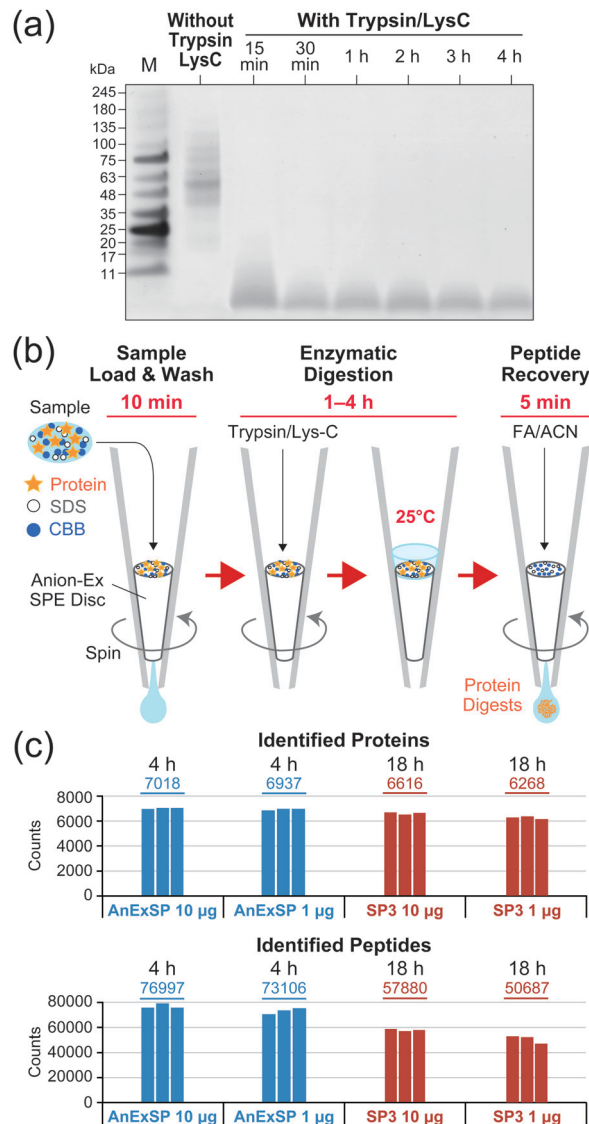 (a)
Without
Trypsin
LysC
With Trypsin/LysC
kDa
M
15
min
30
min
1 h
2 h
3 h
4 h
245
180
135
100
75
63
48
35
25
20
17
11
(b)
Sample
Load & Wash
10 min
Enzymatic
Digestion
1–4 h
Peptide
Recovery
5 min
Sample
Trypsin/Lys-C
FA/ACN
Protein
SDS
CBB
25°C
Anion-Ex
SPE Disc
Spin
Protein
Digests
(c)
Identified Proteins
4 h
4 h
18 h
18 h
7018
6937
6616
6268
Counts
8000
6000
4000
2000
0
AnExSP 10 µg
AnExSP 1 µg
SP3 10 µg
SP3 1 µg
Identified Peptides
4 h
4 h
18 h
18 h
76997
73106
57880
50687
Counts
80000
60000
40000
20000
0
AnExSP 10 µg
AnExSP 1 µg
SP3 10 µg
SP3 1 µg